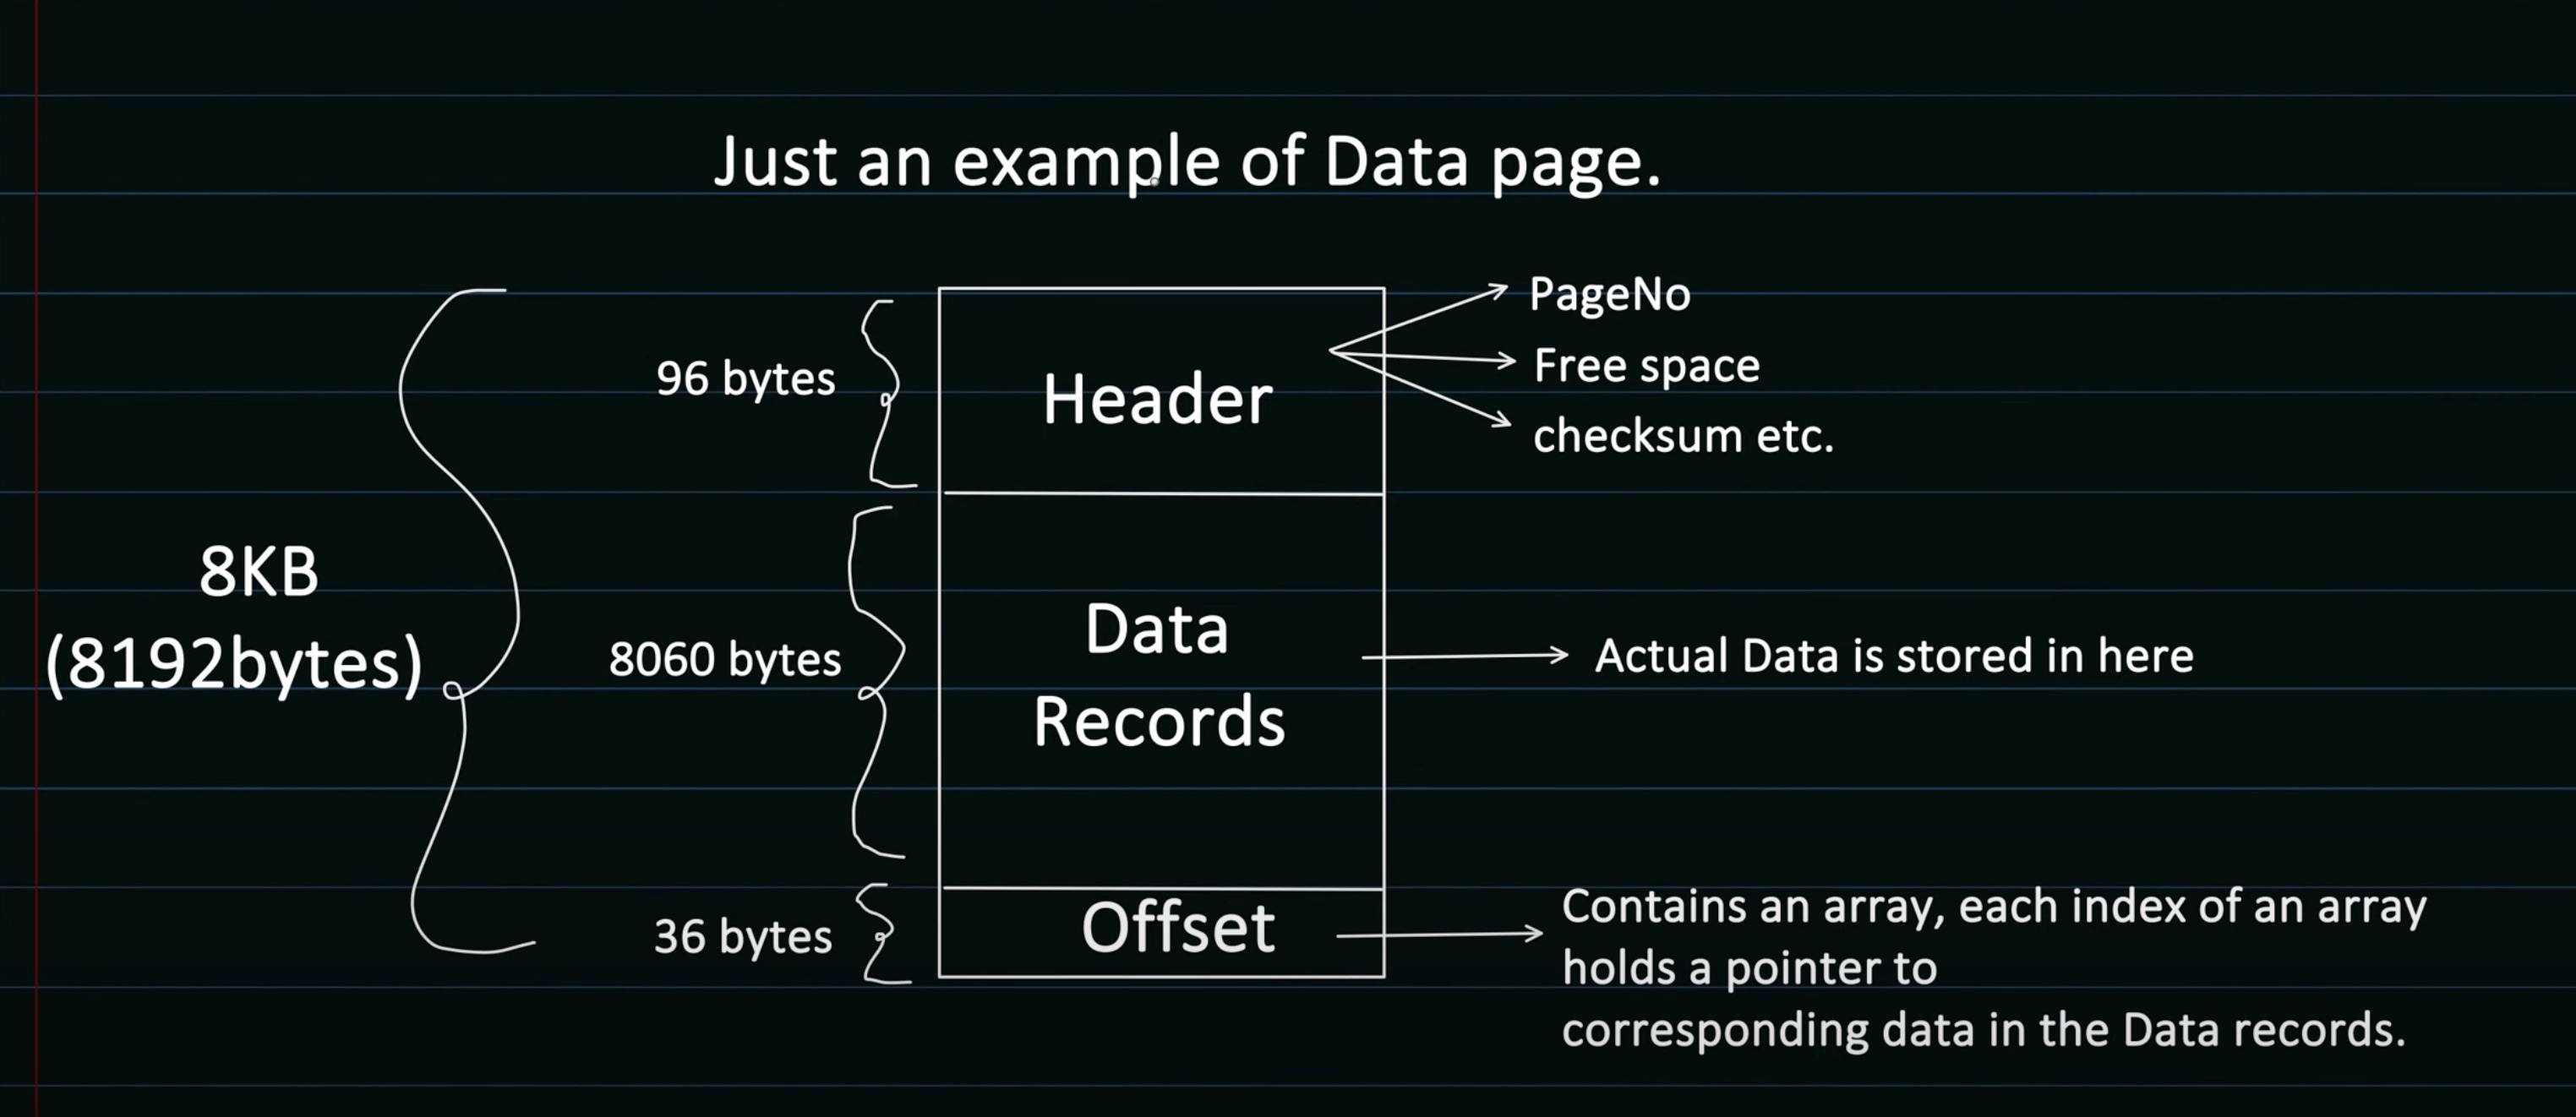 Just an example of Data page.
96 bytes
Header
PageNo
Free space
checksum etc.
8KB
(8192bytes)
8060 bytes
Data
Records
Actual Data is stored in here
36 bytes
Offset
Contains an array, each index of an array
holds a pointer to
corresponding data in the Data records.